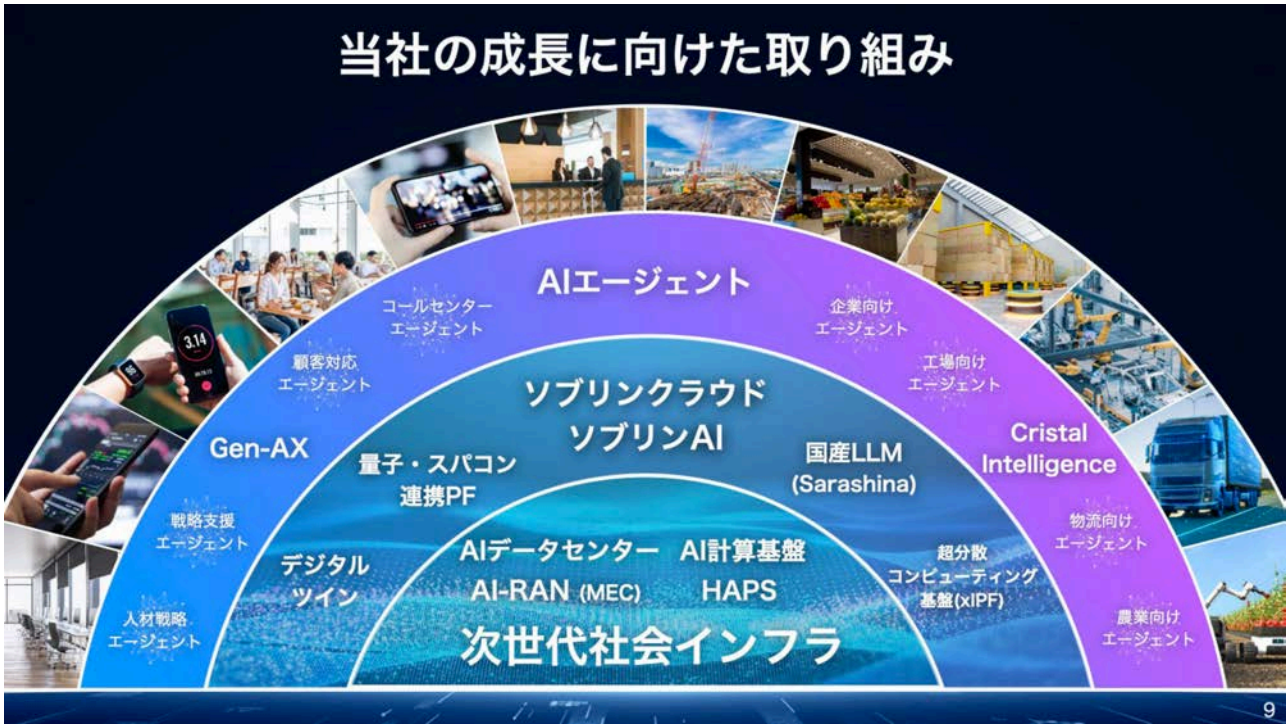 当社の成長に向けた取り組み
AIエージェント
コールセンター
エージェント
顧客対応
エージェント
Gen-AX
戦略支援
エージェント
人材戦略
エージェント
企業向け
エージェント
工場向け
エージェント
Cristal
Intelligence
物流向け
エージェント
農業向け
エージェント
ソブリンクラウド
ソブリンAI
量子・スパコン
連携PF
デジタル
ツイン
国産LLM
(Sarashina)
超分散
コンピューティング
基盤(xIPF)
AIデータセンター AI計算基盤
AI-RAN (MEC) HAPS
次世代社会インフラ
3.14
9